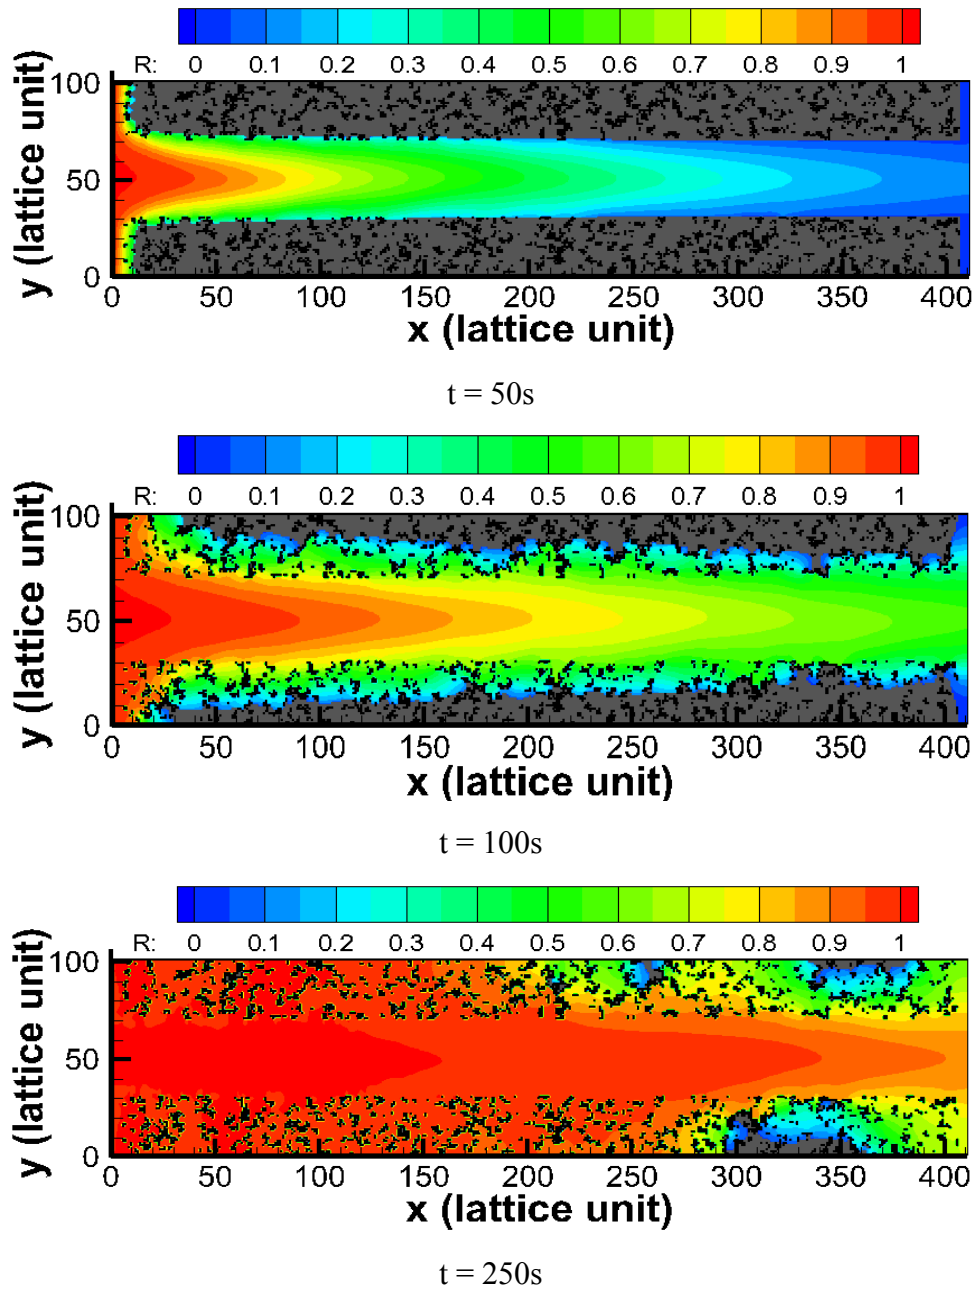 R: 0 0.1 0.2 0.3 0.4 0.5 0.6 0.7 0.8 0.9 1
100
50
0
y (lattice unit)
0 50 100 150 200 250 300 350 400
x (lattice unit)
t = 50s
R: 0 0.1 0.2 0.3 0.4 0.5 0.6 0.7 0.8 0.9 1
100
50
0
y (lattice unit)
0 50 100 150 200 250 300 350 400
x (lattice unit)
t = 100s
R: 0 0.1 0.2 0.3 0.4 0.5 0.6 0.7 0.8 0.9 1
100
50
0
y (lattice unit)
0 50 100 150 200 250 300 350 400
x (lattice unit)
t = 250s